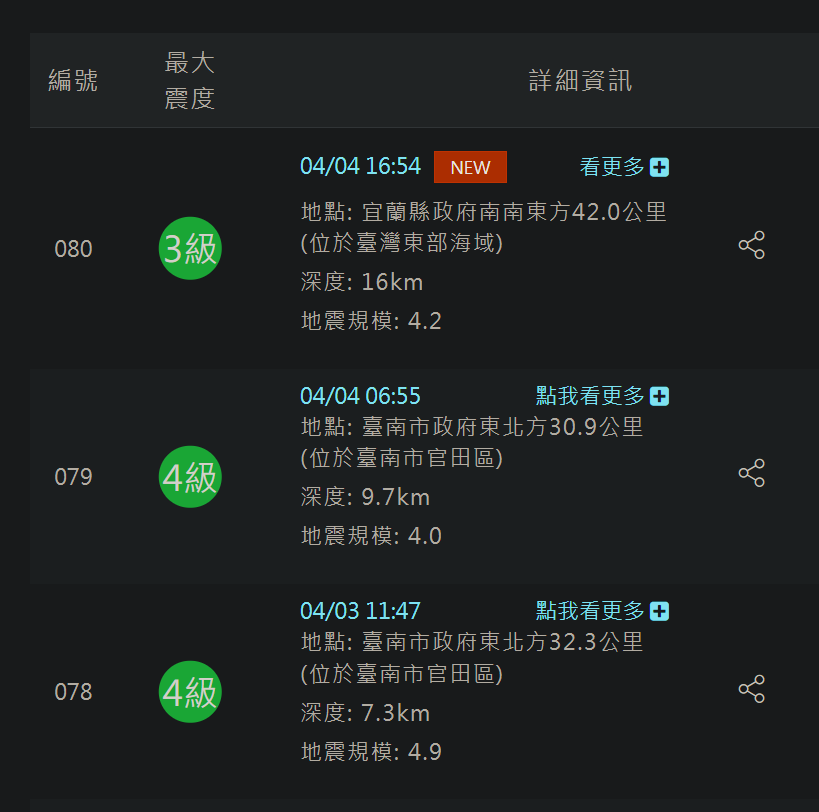 編號
最大
震度
詳細資訊
04/04 16:54 NEW 看更多
地點: 宜蘭縣政府南南東方42.0公里
(位於臺灣東部海域)
080
3級
深度: 16km
地震規模: 4.2
04/04 06:55 點我看更多
地點: 臺南市政府東北方30.9公里
(位於臺南市官田區)
079
4級
深度: 9.7km
地震規模: 4.0
04/03 11:47 點我看更多
地點: 臺南市政府東北方32.3公里
(位於臺南市官田區)
078
4級
深度: 7.3km
地震規模: 4.9